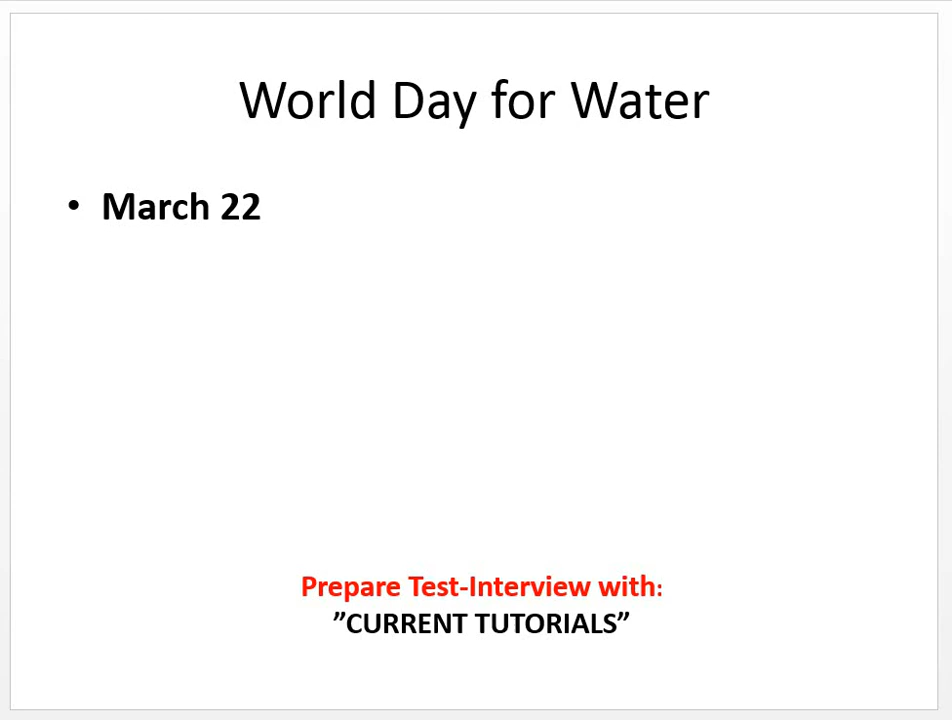 World Day for Water
• March 22
Prepare Test-Interview with:
”CURRENT TUTORIALS”